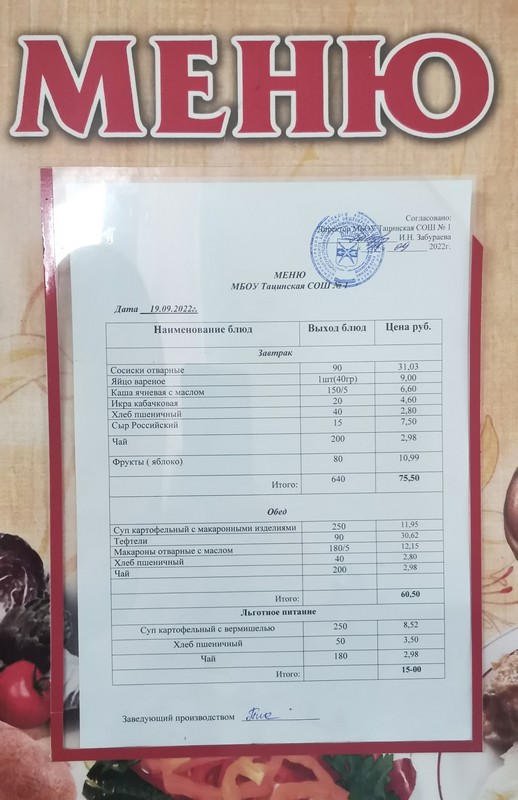 МЕНЮ
Согласовано:
Директор МБОУ Тацинская СОШ № 1
И.Н. Забураева
2022г.
МЕНЮ
МБОУ Тацинская СОШ № 1
Дата 19.09.2022г.
Наименование блюд Выход блюд Цена руб.
Завтрак
Сосиски отварные 90 31,03
Яйцо вареное 1шт(40гр) 9,00
Каша ячневая с маслом 150/5 6,60
Икра кабачковая 20 4,60
Хлеб пшеничный 40 2,80
Сыр Российский 15 7,50
Чай 200 2,98
Фрукты ( яблоко) 80 10,99
Итого: 640 75,50
Обед
Суп картофельный с макаронными изделиями 250 11,95
Тефтели 90 30,62
Макароны отварные с маслом 180/5 12,15
Хлеб пшеничный 40 2,80
Чай 200 2,98
Итого: 60,50
Льготное питание
Суп картофельный с вермишелью 250 8,52
Хлеб пшеничный 50 3,50
Чай 180 2,98
Итого: 15-00
Заведующий производством